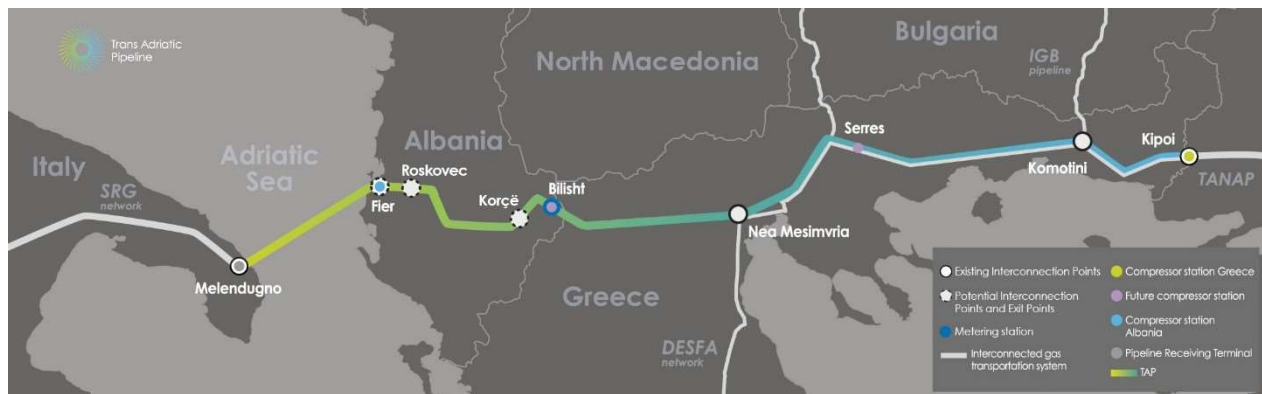 Trans Adriatic
Pipeline
Bulgaria
North Macedonia
IGB
pipeline
Serres
Kipoi
Albania
Italy
Adriatic
Sea
Roskovec
Komotini
TANAP
SRG
network
Fier
Korçë
Bilisht
Nea Mesimvria
Melendugno
Greece
DESFA
network
Existing Interconnection Points
Potential Interconnection
Points and Exit Points
Metering station
Interconnected gas
transportation system
Compressor station Greece
Future compressor station
Compressor station
Albania
Pipeline Receiving Terminal
TAP